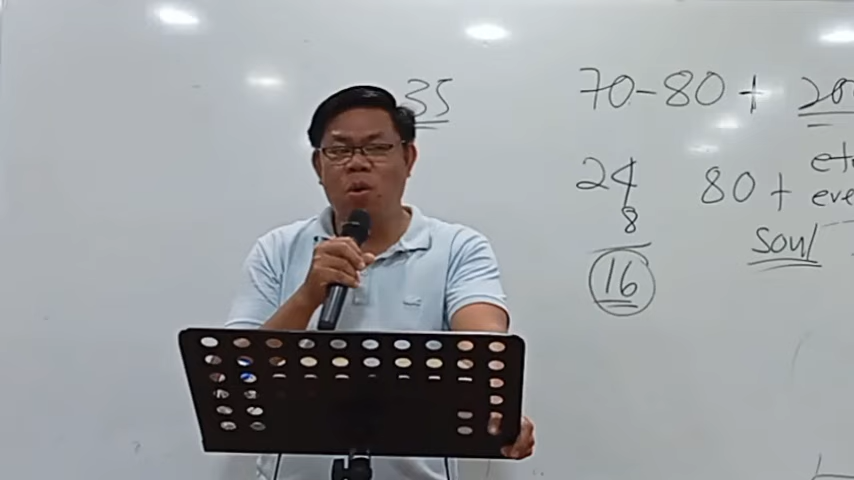 35
70-80 +
24 80 +
8
soul
16